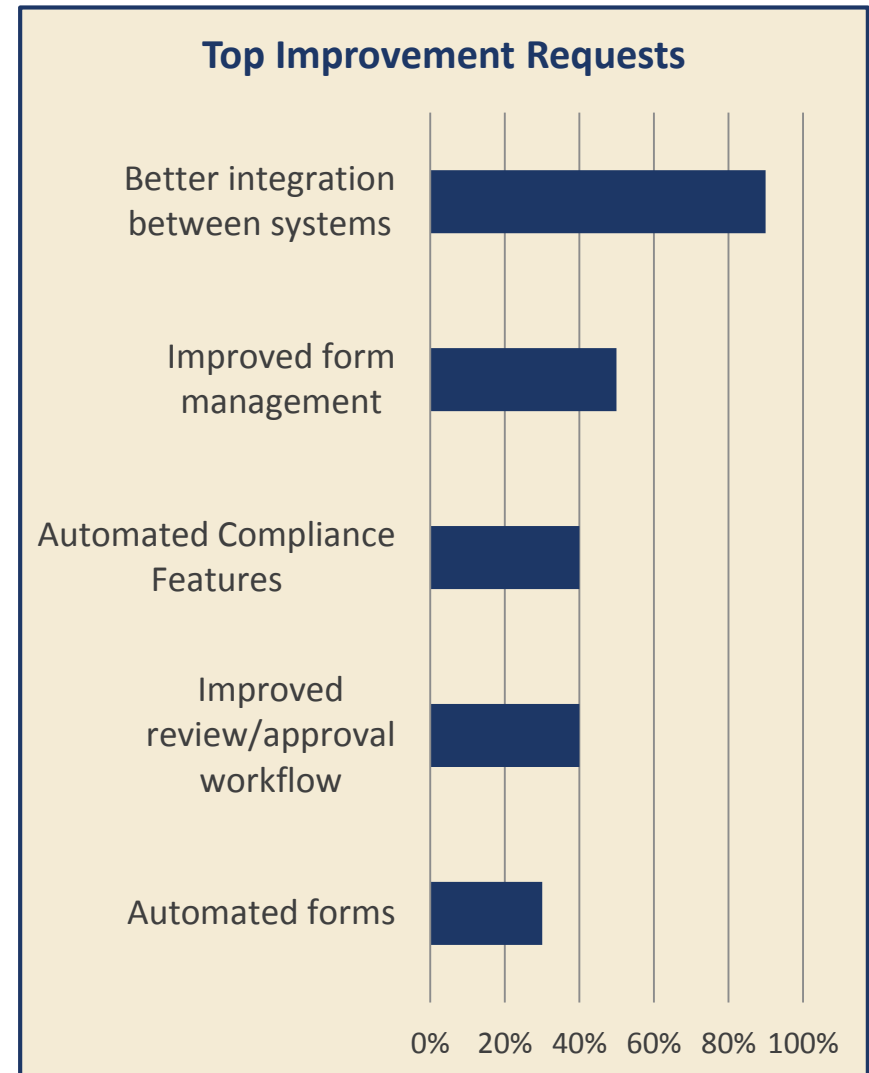 Top Improvement Requests
Better integration
between systems
Improved form
management
Automated Compliance
Features
Improved
review/approval
workflow
Automated forms
0% 20% 40% 60% 80% 100%